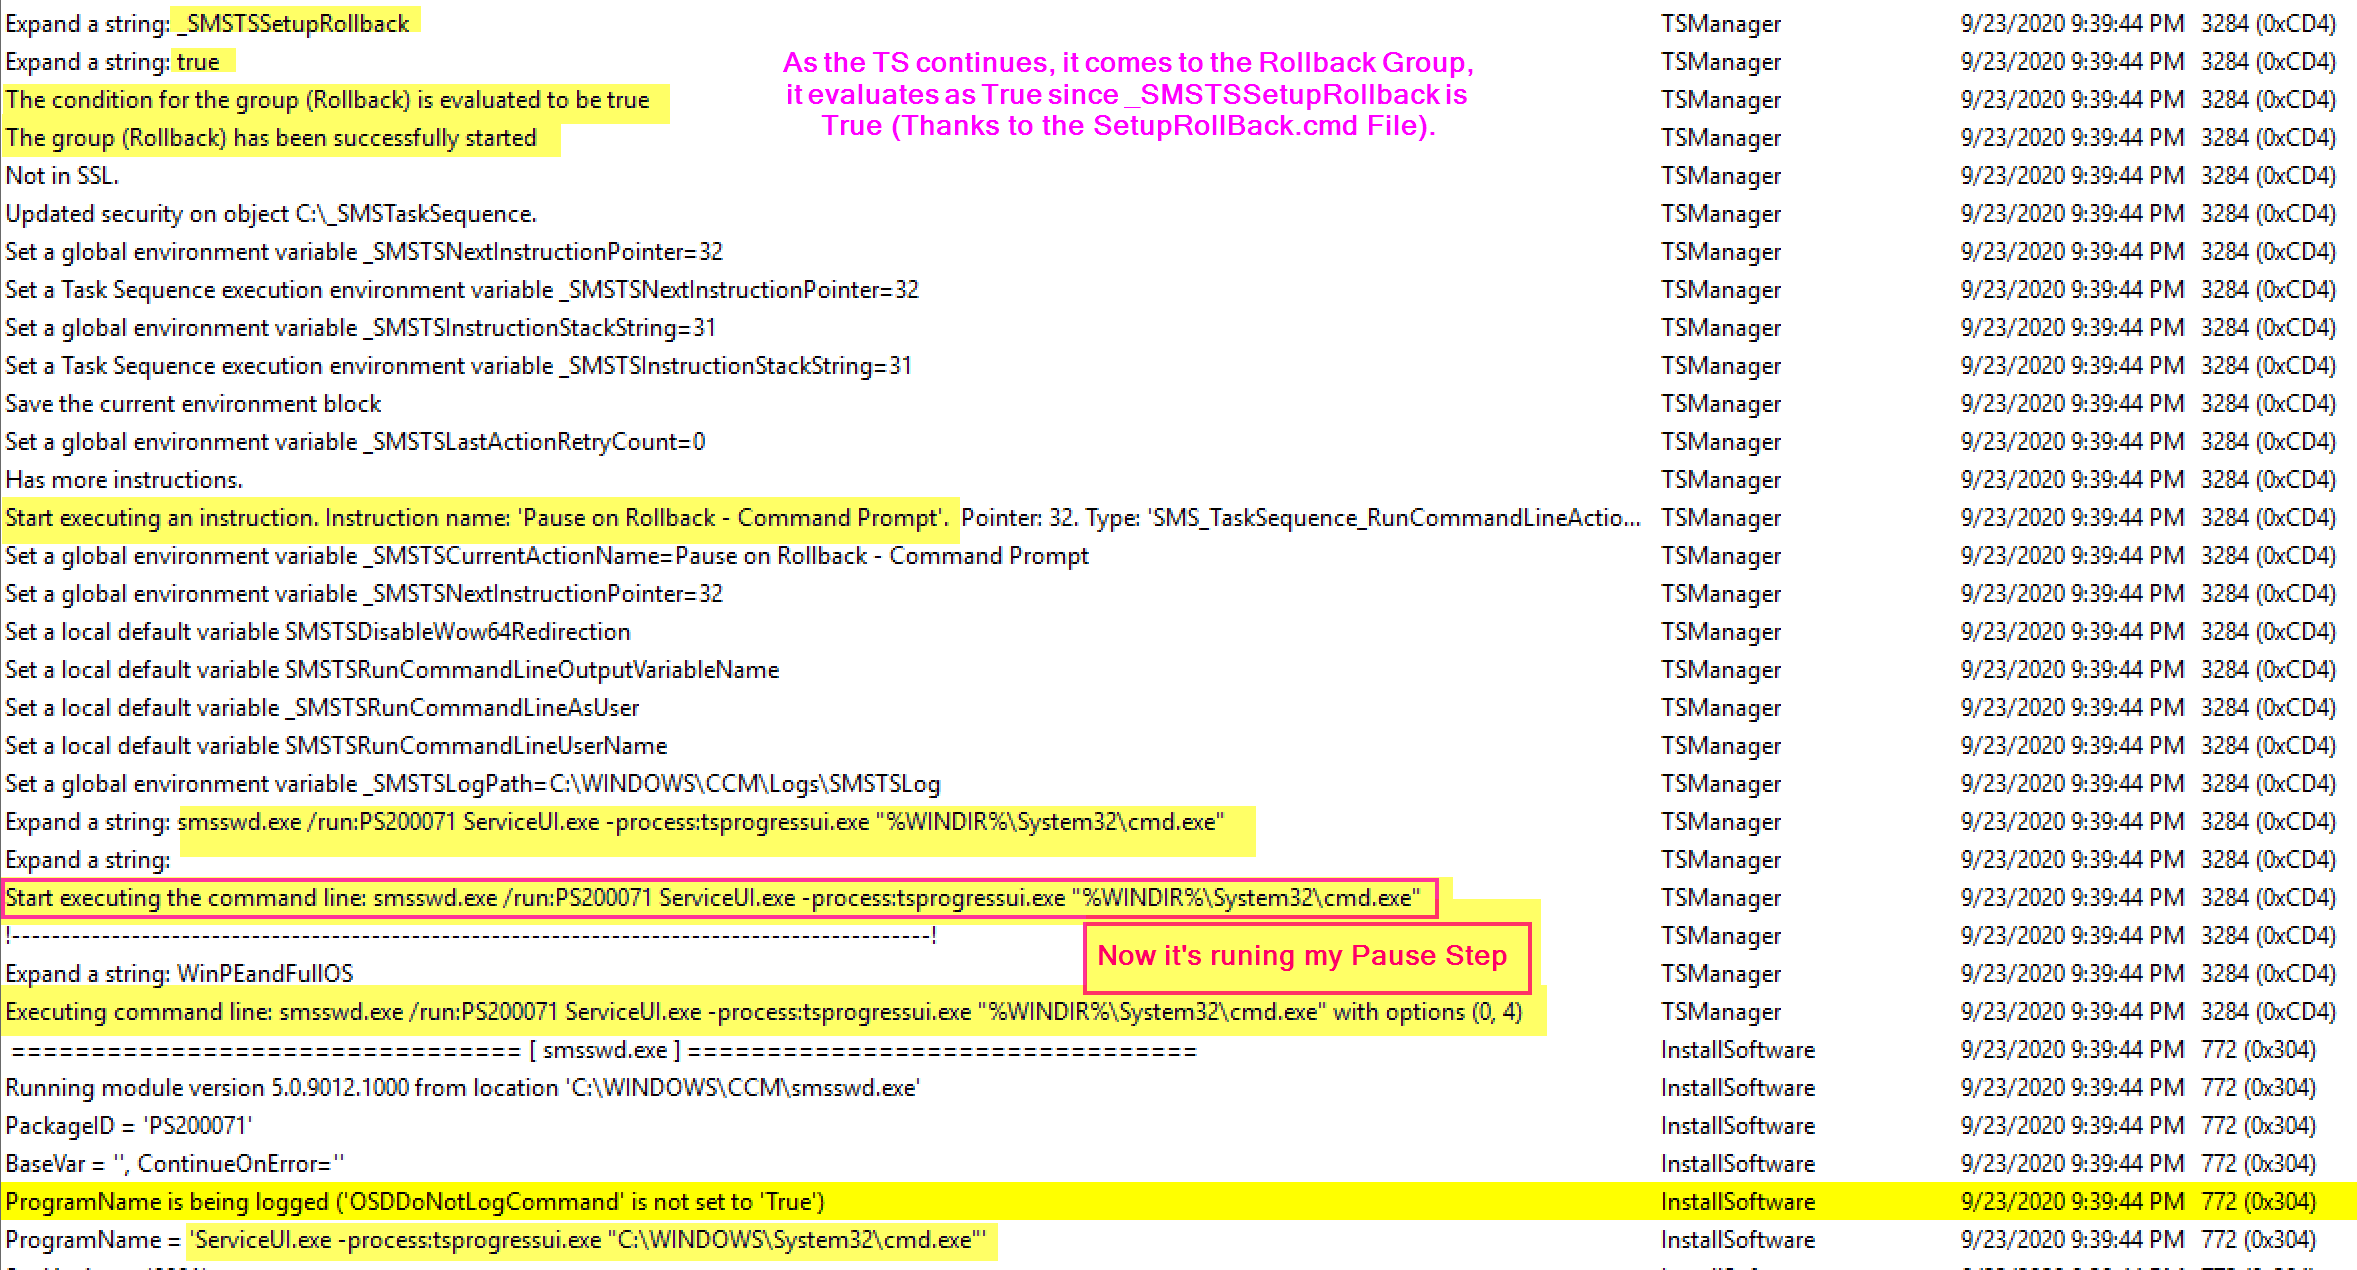 Expand a string: _SMSTSSetupRollback TSManager 9/23/2020 9:39:44 PM 3284 (0xCD4)
Expand a string: true TSManager 9/23/2020 9:39:44 PM 3284 (0xCD4)
As the TS continues, it comes to the Rollback Group,
it evaluates as True since _SMSTSSetupRollback is
True (Thanks to the SetupRollBack.cmd File).
The condition for the group (Rollback) is evaluated to be true TSManager 9/23/2020 9:39:44 PM 3284 (0xCD4)
The group (Rollback) has been successfully started TSManager 9/23/2020 9:39:44 PM 3284 (0xCD4)
Not in SSL. TSManager 9/23/2020 9:39:44 PM 3284 (0xCD4)
Updated security on object C:\_SMSTaskSequence. TSManager 9/23/2020 9:39:44 PM 3284 (0xCD4)
Set a global environment variable _SMSTSNextInstructionPointer=32 TSManager 9/23/2020 9:39:44 PM 3284 (0xCD4)
Set a Task Sequence execution environment variable _SMSTSNextInstructionPointer=32 TSManager 9/23/2020 9:39:44 PM 3284 (0xCD4)
Set a global environment variable _SMSTSInstructionStackString=31 TSManager 9/23/2020 9:39:44 PM 3284 (0xCD4)
Set a Task Sequence execution environment variable _SMSTSInstructionStackString=31 TSManager 9/23/2020 9:39:44 PM 3284 (0xCD4)
Save the current environment block TSManager 9/23/2020 9:39:44 PM 3284 (0xCD4)
Set a global environment variable _SMSTSLastActionRetryCount=0 TSManager 9/23/2020 9:39:44 PM 3284 (0xCD4)
Has more instructions. TSManager 9/23/2020 9:39:44 PM 3284 (0xCD4)
Start executing an instruction. Instruction name: 'Pause on Rollback - Command Prompt'. Pointer: 32. Type: 'SMS_TaskSequence_RunCommandLineActio... TSManager 9/23/2020 9:39:44 PM 3284 (0xCD4)
Set a global environment variable _SMSTSCurrentActionName=Pause on Rollback - Command Prompt TSManager 9/23/2020 9:39:44 PM 3284 (0xCD4)
Set a global environment variable _SMSTSNextInstructionPointer=32 TSManager 9/23/2020 9:39:44 PM 3284 (0xCD4)
Set a local default variable SMSTSDisableWow64Redirection TSManager 9/23/2020 9:39:44 PM 3284 (0xCD4)
Set a local default variable SMSTSRunCommandLineOutputVariableName TSManager 9/23/2020 9:39:44 PM 3284 (0xCD4)
Set a local default variable _SMSTSRunCommandLineAsUser TSManager 9/23/2020 9:39:44 PM 3284 (0xCD4)
Set a local default variable SMSTSRunCommandLineUserName TSManager 9/23/2020 9:39:44 PM 3284 (0xCD4)
Set a global environment variable _SMSTSLogPath=C:\WINDOWS\CCM\Logs\SMSTSLog TSManager 9/23/2020 9:39:44 PM 3284 (0xCD4)
Expand a string: smsswd.exe /run:PS200071 ServiceUI.exe -process:tsprogressui.exe "%WINDIR%\System32\cmd.exe" TSManager 9/23/2020 9:39:44 PM 3284 (0xCD4)
Expand a string: TSManager 9/23/2020 9:39:44 PM 3284 (0xCD4)
Start executing the command line: smsswd.exe /run:PS200071 ServiceUI.exe -process:tsprogressui.exe "%WINDIR%\System32\cmd.exe" TSManager 9/23/2020 9:39:44 PM 3284 (0xCD4)
!--------------------------------------------------------------------------------------------! TSManager 9/23/2020 9:39:44 PM 3284 (0xCD4)
Now it's runing my Pause Step
Expand a string: WinPEandFullOS TSManager 9/23/2020 9:39:44 PM 3284 (0xCD4)
Executing command line: smsswd.exe /run:PS200071 ServiceUI.exe -process:tsprogressui.exe "%WINDIR%\System32\cmd.exe" with options (0, 4) TSManager 9/23/2020 9:39:44 PM 3284 (0xCD4)
================================ [ smsswd.exe ] ================================ InstallSoftware 9/23/2020 9:39:44 PM 772 (0x304)
Running module version 5.0.9012.1000 from location 'C:\WINDOWS\CCM\smsswd.exe' InstallSoftware 9/23/2020 9:39:44 PM 772 (0x304)
PackageID = 'PS200071' InstallSoftware 9/23/2020 9:39:44 PM 772 (0x304)
BaseVar = '', ContinueOnError='' InstallSoftware 9/23/2020 9:39:44 PM 772 (0x304)
ProgramName is being logged ('OSDDoNotLogCommand' is not set to 'True') InstallSoftware 9/23/2020 9:39:44 PM 772 (0x304)
ProgramName = 'ServiceUI.exe -process:tsprogressui.exe "C:\WINDOWS\System32\cmd.exe"' InstallSoftware 9/23/2020 9:39:44 PM 772 (0x304)